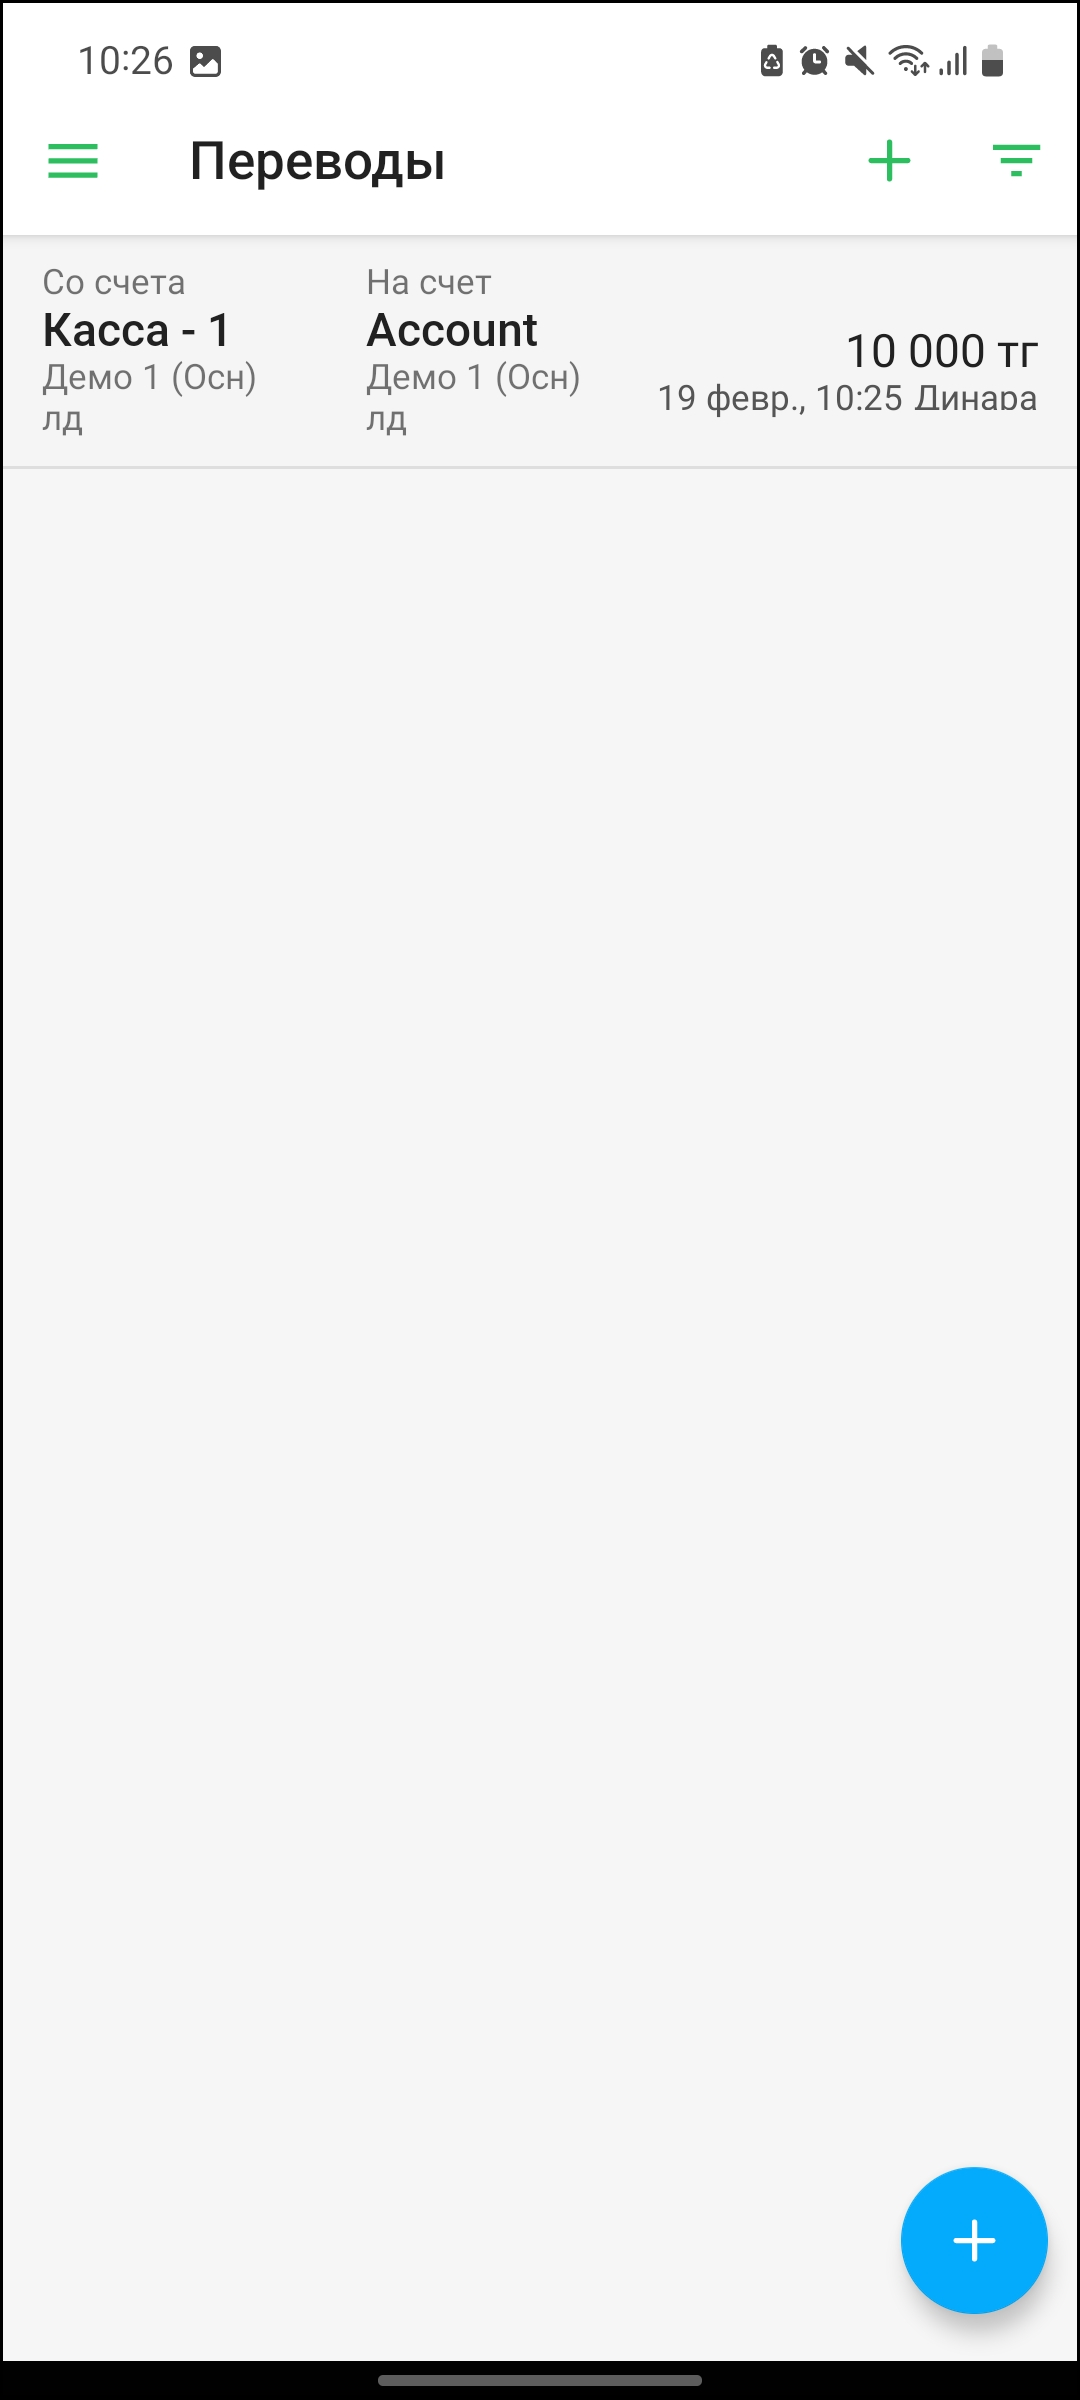 10:26
Переводы
Со счета
Касса - 1
Демо 1 (Осн)
лд
На счет
Account
Демо 1 (Осн)
лд
10 000 тг
19 февр., 10:25 Динара